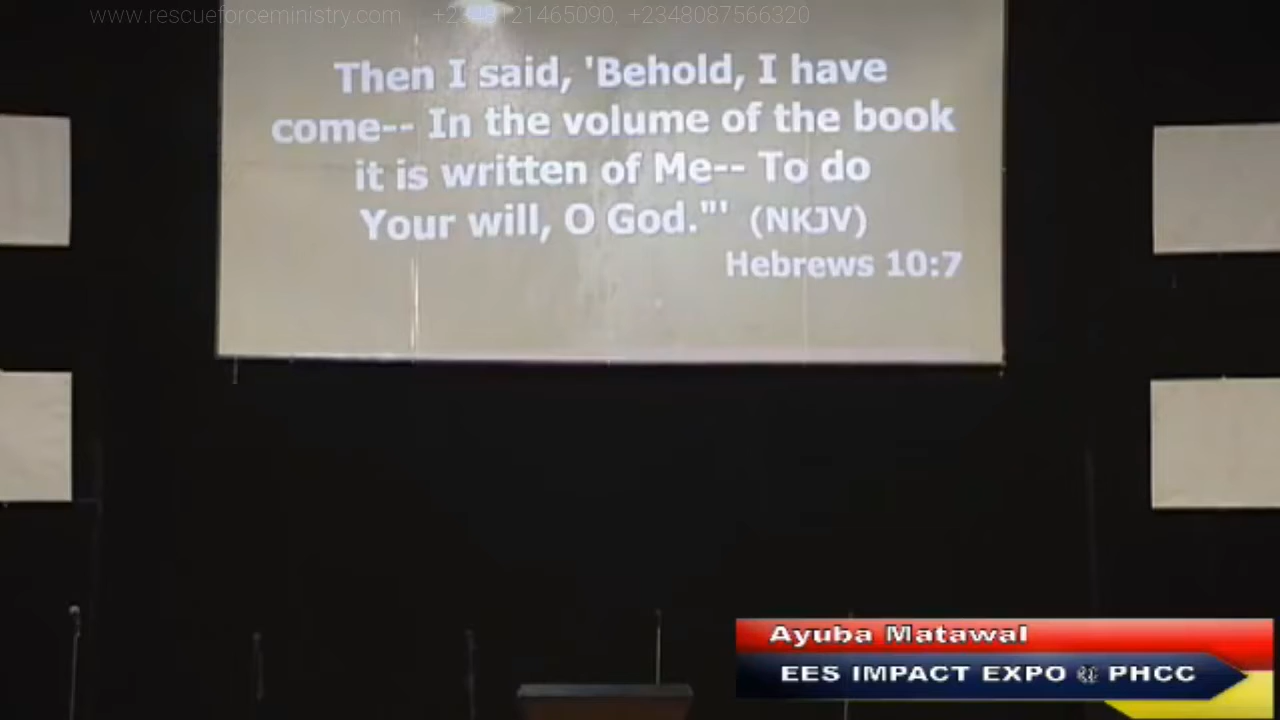 www.rescueforceministry.com +2348121465090, +2348087566320
Then I said, 'Behold, I have
come-- In the volume of the book
it is written of Me-- To do
Your will, O God."' (NKJV)
Hebrews 10:7
Ayuba Matawal
EES IMPACT EXPO @ PHCC